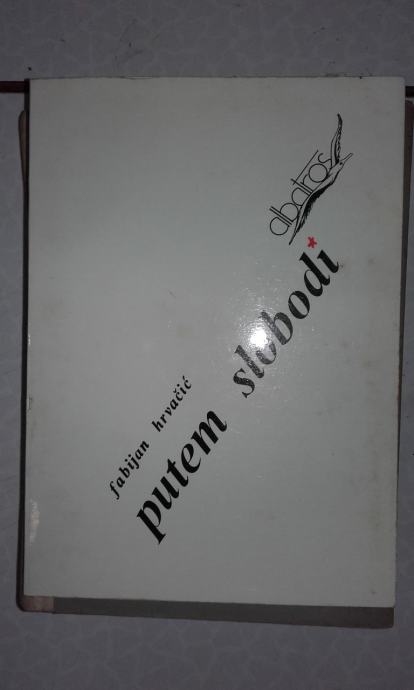 albatros
fabijan hrvačić
putem slobodi